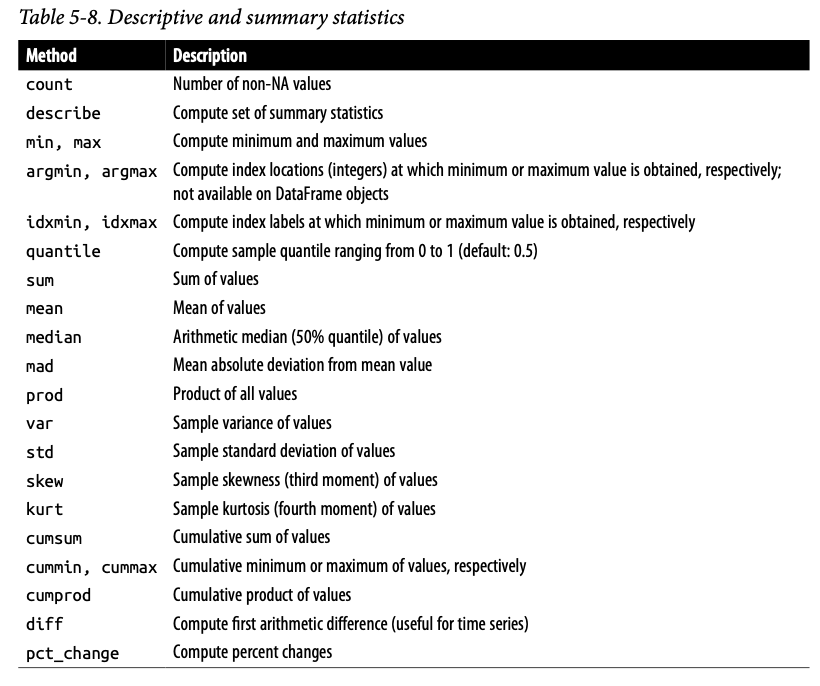 Table 5-8. Descriptive and summary statistics
Method Description
count Number of non-NA values
describe Compute set of summary statistics
min, max Compute minimum and maximum values
argmin, argmax Compute index locations (integers) at which minimum or maximum value is obtained, respectively;
not available on DataFrame objects
idxmin, idxmax Compute index labels at which minimum or maximum value is obtained, respectively
quantile Compute sample quantile ranging from 0 to 1 (default: 0.5)
sum Sum of values
mean Mean of values
median Arithmetic median (50% quantile) of values
mad Mean absolute deviation from mean value
prod Product of all values
var Sample variance of values
std Sample standard deviation of values
skew Sample skewness (third moment) of values
kurt Sample kurtosis (fourth moment) of values
cumsum Cumulative sum of values
cummin, cummax Cumulative minimum or maximum of values, respectively
cumprod Cumulative product of values
diff Compute first arithmetic difference (useful for time series)
pct_change Compute percent changes